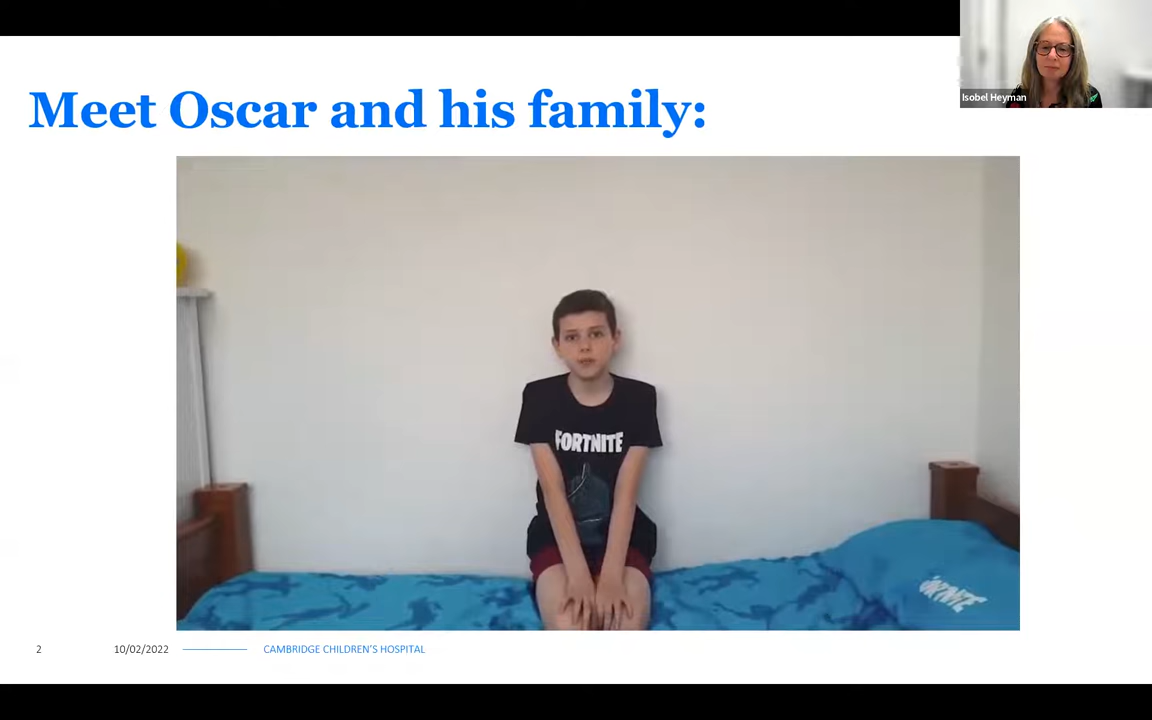 Meet Oscar and his family:
Isobel Heyman
FORTNITE
2 10/02/2022 CAMBRIDGE CHILDREN'S HOSPITAL